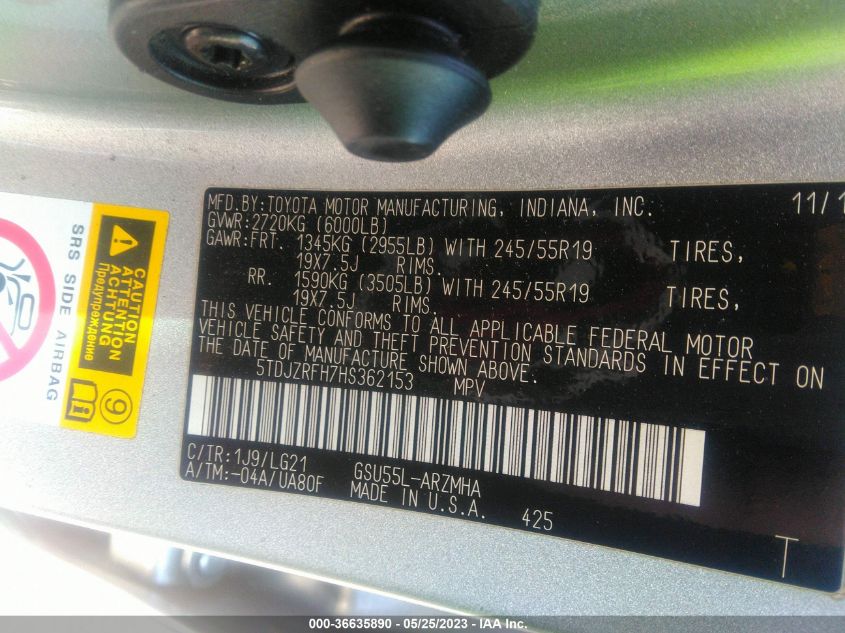 MFD.BY:TOYOTA MOTOR MANUFACTURING, INDIANA, INC. 11/1
GVWR:2720KG (6000LB)
GAWR:FRT. 1345KG (2955LB) WITH 245/55R19 TIRES,
19X7.5J RIMS.
RR. 1590KG (3505LB) WITH 245/55R19 TIRES,
19X7.5J RIMS.
THIS VEHICLE CONFORMS TO ALL APPLICABLE FEDERAL MOTOR
VEHICLE SAFETY AND THEFT PREVENTION STANDARDS IN EFFECT ON
THE DATE OF MANUFACTURE SHOWN ABOVE.
5TDJZRFH7HS362153 MPV
C/TR:1J9/LG21 GSU55L-ARZMHA
A/TM:-04A/UA80F MADE IN U.S.A. 425
T
SRS SIDE AIRBAG
CAUTION
ATTENTION
ACHTUNG
Предупреждение
9
000-36635890 - 05/25/2023 - IAA Inc.